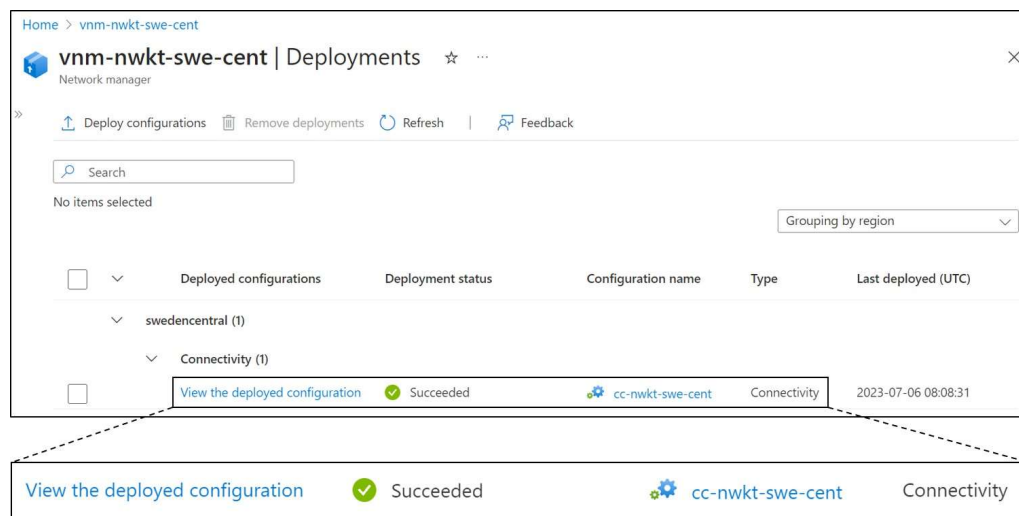 Home > vnm-nwkt-swe-cent
vnm-nwkt-swe-cent | Deployments
Network manager
Deploy configurations Remove deployments Refresh Feedback
Search
No items selected
Grouping by region
Deployed configurations Deployment status Configuration name Type Last deployed (UTC)
swedencentral (1)
Connectivity (1)
View the deployed configuration Succeeded cc-nwkt-swe-cent Connectivity 2023-07-06 08:08:31
View the deployed configuration Succeeded cc-nwkt-swe-cent Connectivity